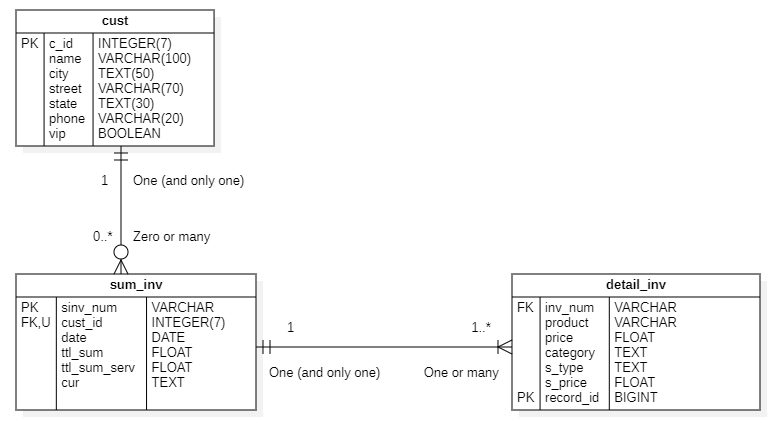 cust
PK c_id INTEGER(7)
name VARCHAR(100)
city TEXT(50)
street VARCHAR(70)
state TEXT(30)
phone VARCHAR(20)
vip BOOLEAN
1 One (and only one)
0..* Zero or many
sum_inv
PK sinv_num VARCHAR
FK,U cust_id INTEGER(7)
date DATE
ttl_sum FLOAT
ttl_sum_serv FLOAT
cur TEXT
1 1..*
One (and only one) One or many
detail_inv
FK inv_num VARCHAR
product VARCHAR
price FLOAT
category TEXT
s_type TEXT
s_price FLOAT
PK record_id BIGINT